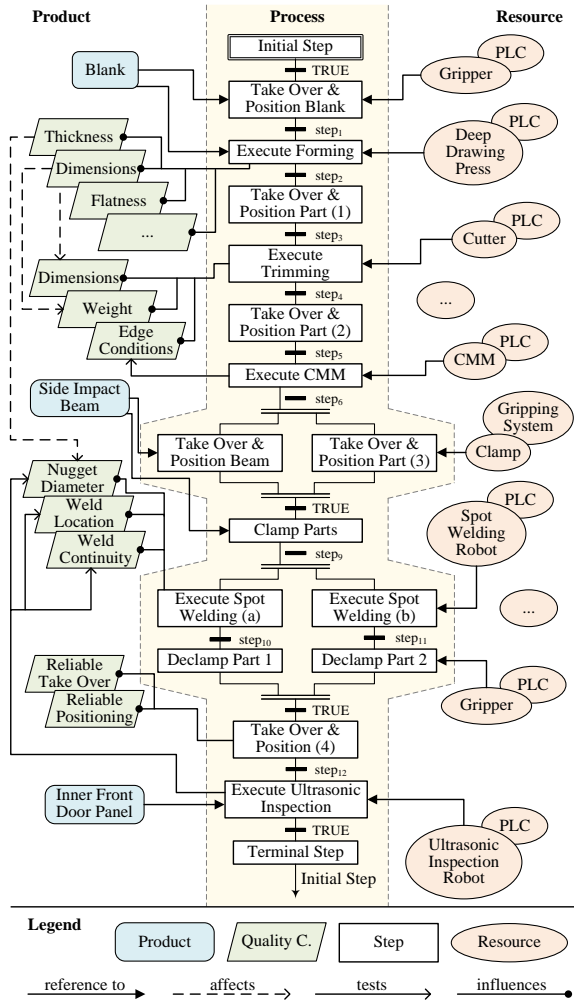 Product
Process
Resource
Initial Step
TRUE
PLC
Gripper
Blank
Take Over &
Position Blank
step₁
Thickness
Execute Forming
PLC
Deep
Drawing
Press
Dimensions
step₂
Flatness
Take Over &
Position Part (1)
...
step₃
PLC
Cutter
Execute
Trimming
Dimensions
step₄
...
Weight
Take Over &
Position Part (2)
Edge
Conditions
step₅
PLC
CMM
Execute CMM
Side Impact
Beam
step₆
Gripping
System
Clamp
Take Over &
Position Beam
Take Over &
Position Part (3)
Nugget
Diameter
TRUE
PLC
Weld
Location
Clamp Parts
Spot
Welding
Robot
Weld
Continuity
step₉
Execute Spot
Welding (a)
Execute Spot
Welding (b)
...
step₁₀
step₁₁
Declamp Part 1
Declamp Part 2
Reliable
Take Over
PLC
Gripper
Reliable
Positioning
TRUE
Take Over &
Position (4)
step₁₂
Inner Front
Door Panel
Execute Ultrasonic
Inspection
TRUE
PLC
Ultrasonic
Inspection
Robot
Terminal Step
Initial Step
Legend
Product
Quality C.
Step
Resource
reference to
affects
tests
influences